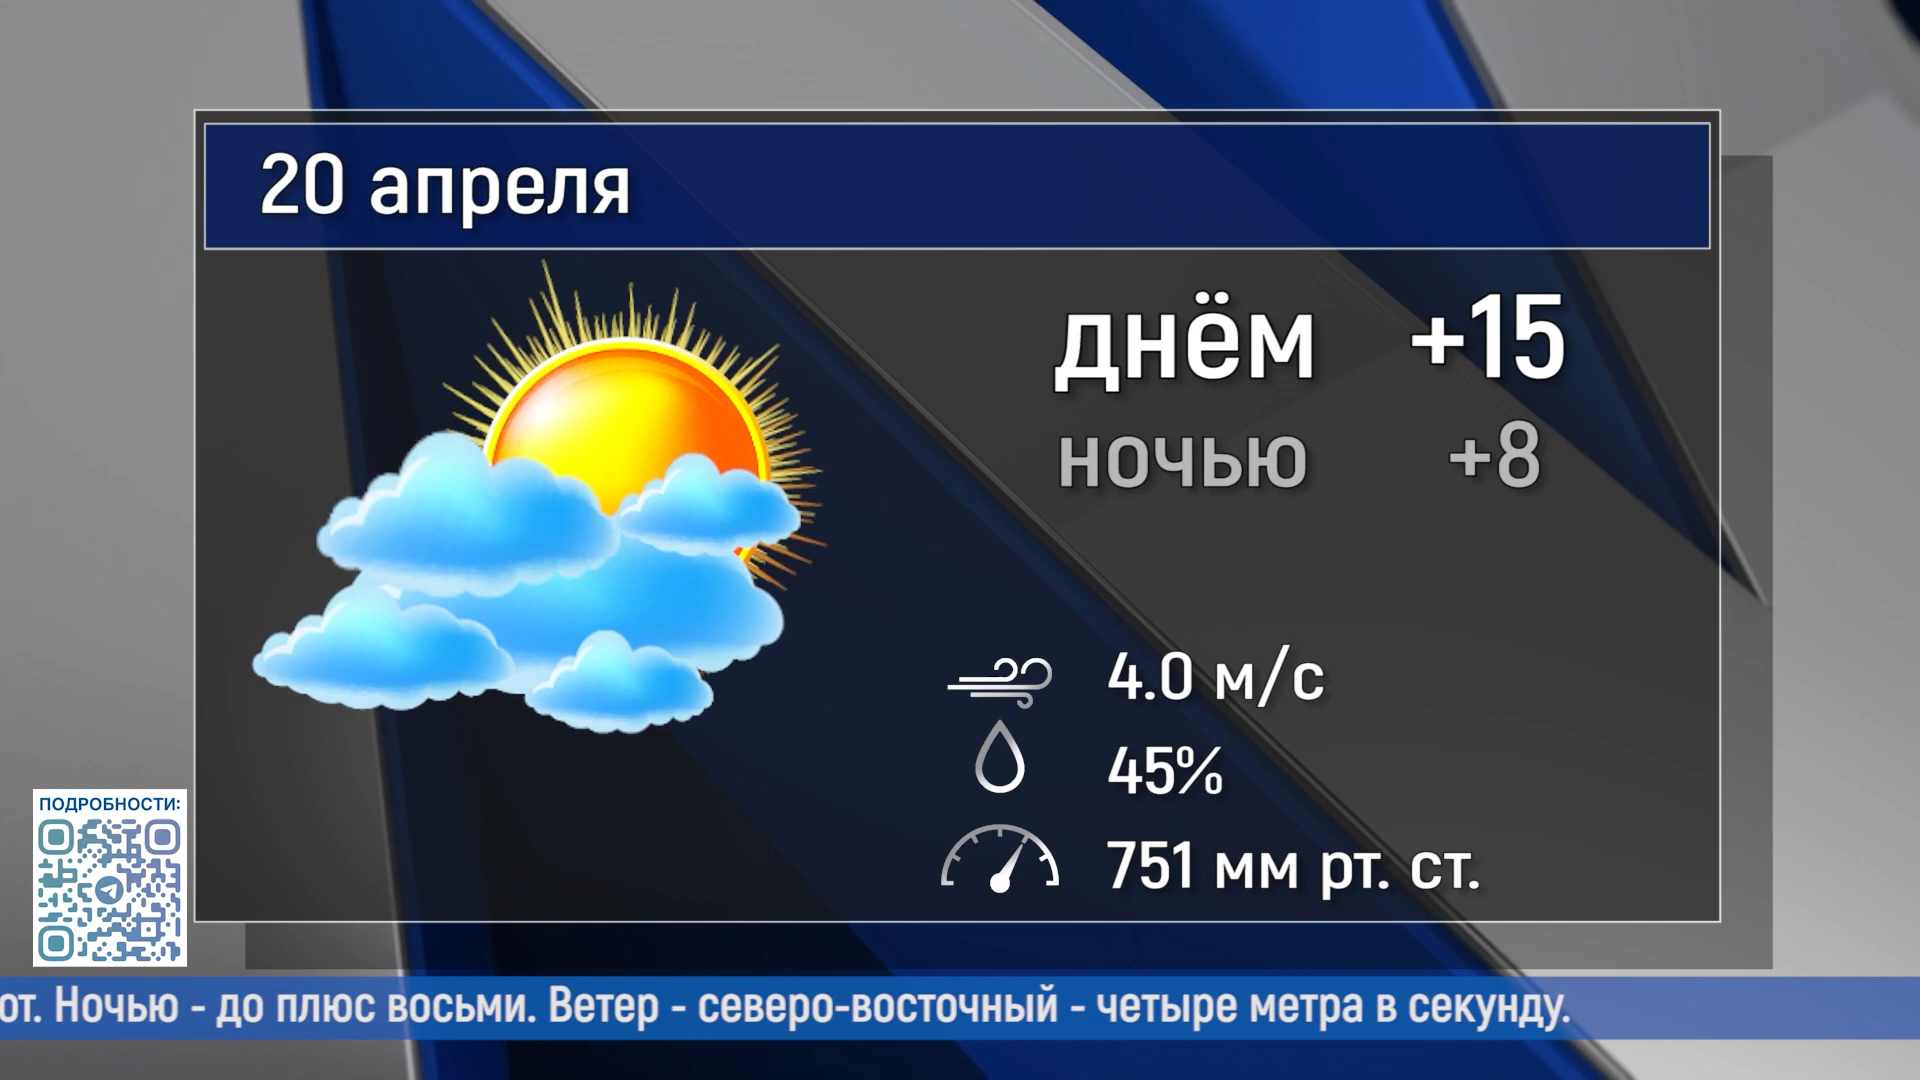 20 апреля
днём +15
ночью +8
4.0 м/с
45%
751 мм рт. ст.
ПОДРОБНОСТИ:
от. Ночью - до плюс восьми. Ветер - северо-восточный - четыре метра в секунду.